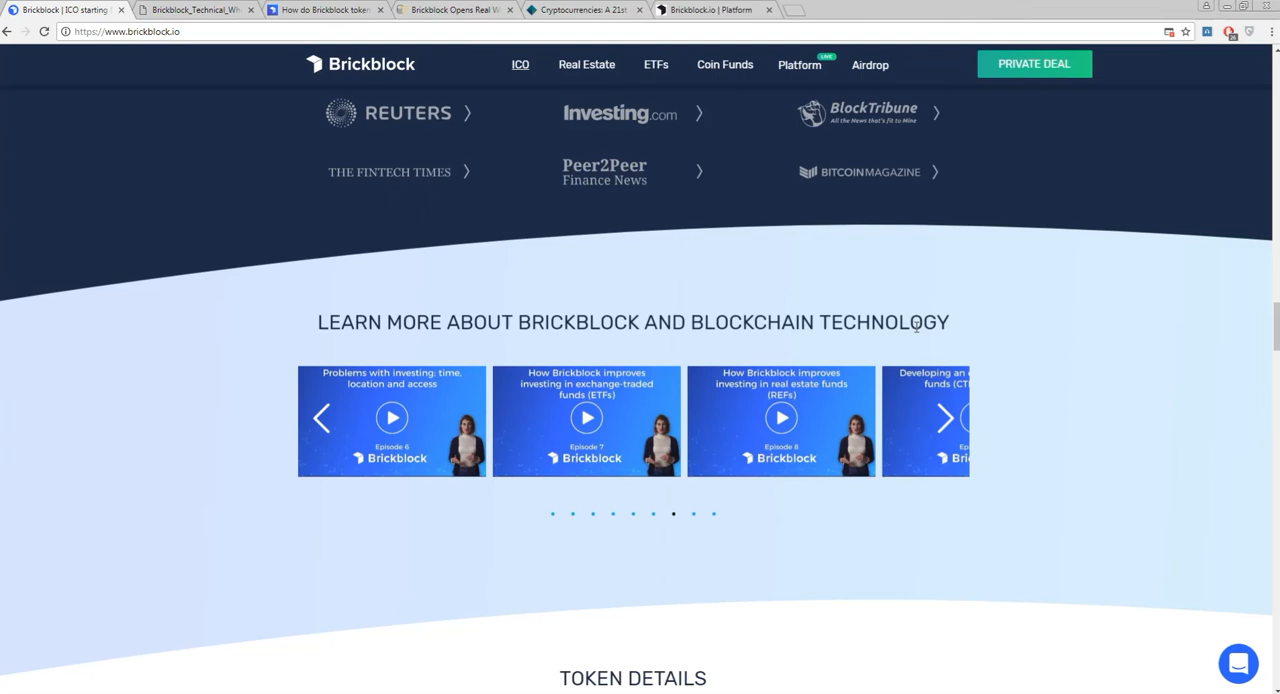 Brickblock | ICO starting
Brickblock_Technical_Wh
How do Brickblock token
Brickblock Opens Real W
Cryptocurrencies: A 21st
Brickblock.io | Platform
https://www.brickblock.io
Brickblock
ICO
Real Estate
ETFs
Coin Funds
Platform
LIVE
Airdrop
PRIVATE DEAL
REUTERS
Investing.com
BlockTribune
All the News that's fit to Mine
THE FINTECH TIMES
Peer2Peer
Finance News
BITCOINMAGAZINE
LEARN MORE ABOUT BRICKBLOCK AND BLOCKCHAIN TECHNOLOGY
Problems with investing: time,
location and access
Episode 6
Brickblock
How Brickblock improves
investing in exchange-traded
funds (ETFs)
Episode 7
Brickblock
How Brickblock improves
investing in real estate funds
(REFs)
Episode 8
Brickblock
Developing an
funds (CT
Bri
TOKEN DETAILS